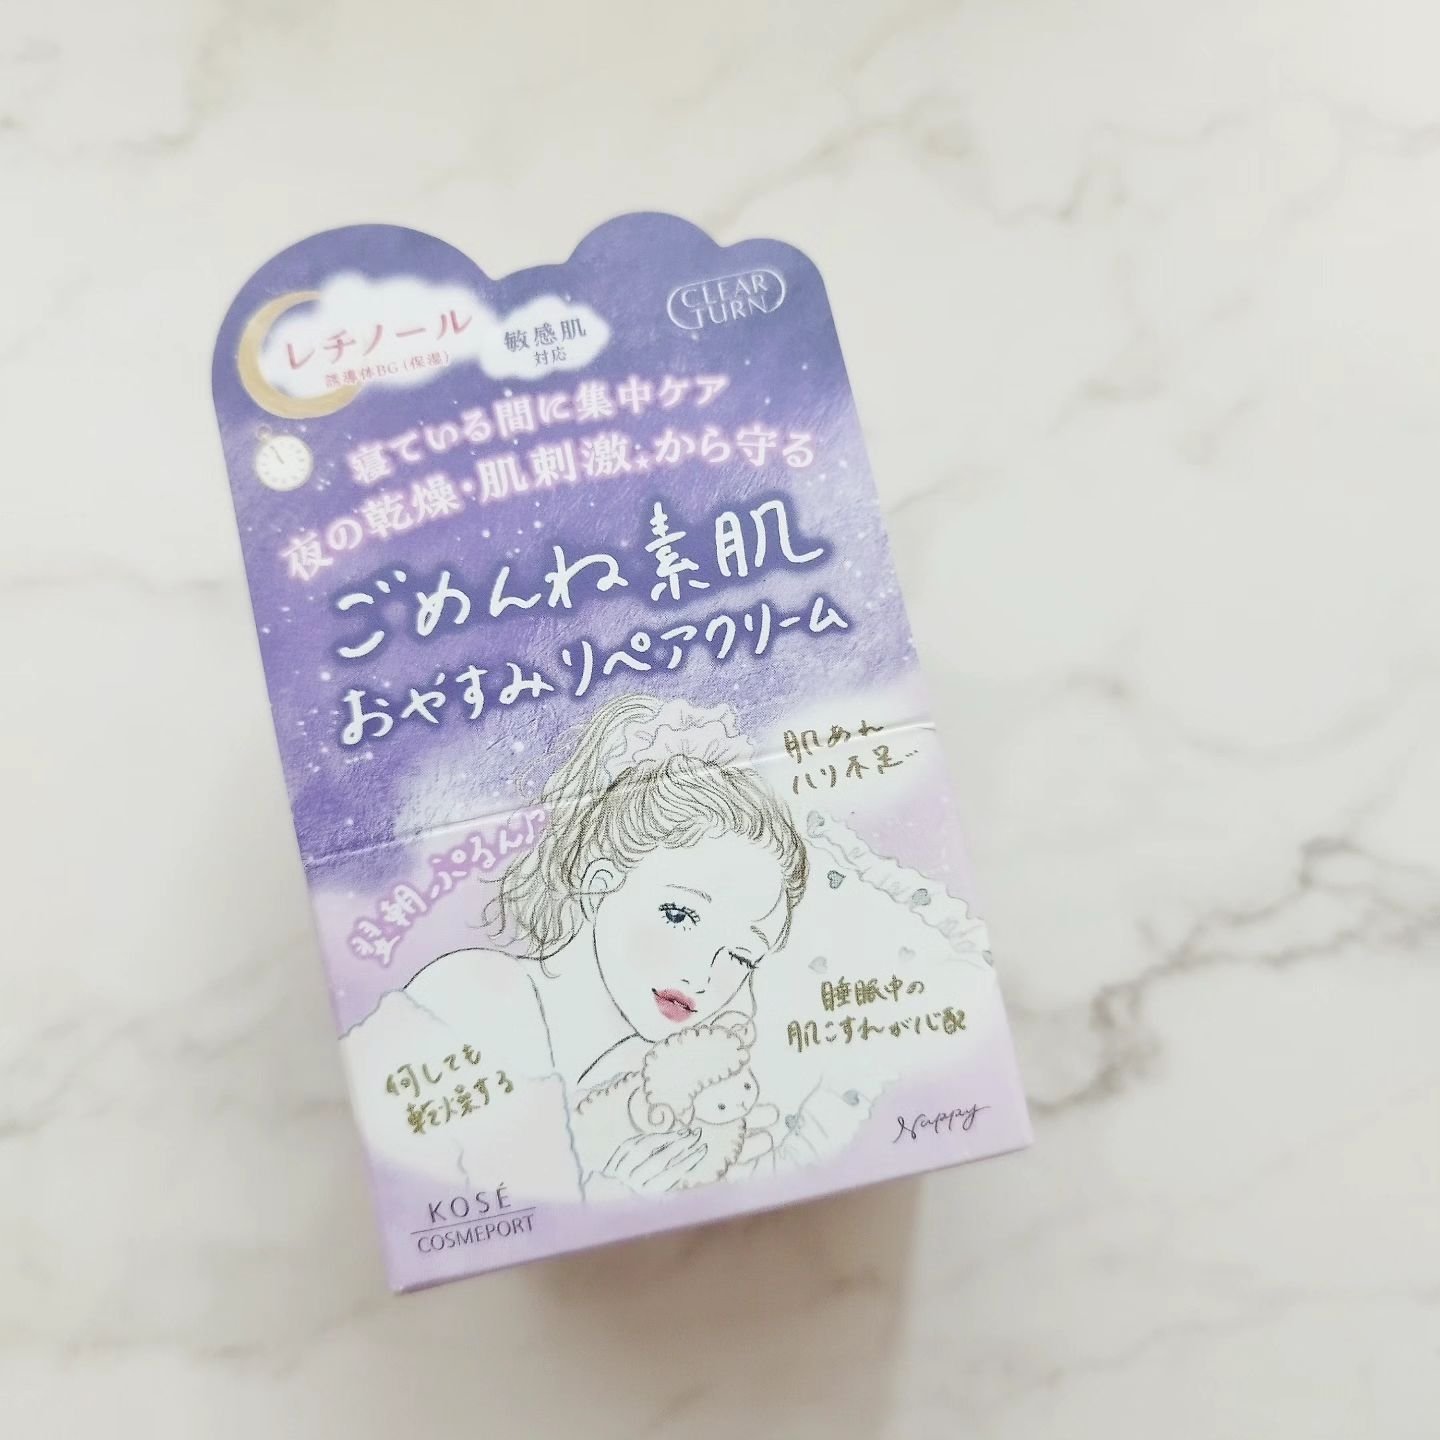 CLEAR
TURN
レチノール
誘導体BG(保湿)
敏感肌
対応
寝ている間に集中ケア
夜の乾燥・肌刺激★から守る
ごめんね素肌
おやすみリペアクリーム
肌あれ
ハリ不足…
翌朝ぷるん♪
睡眠中の
肌こすれが心配
何しても
乾燥する
Nappy
KOSÉ
COSMEPORT